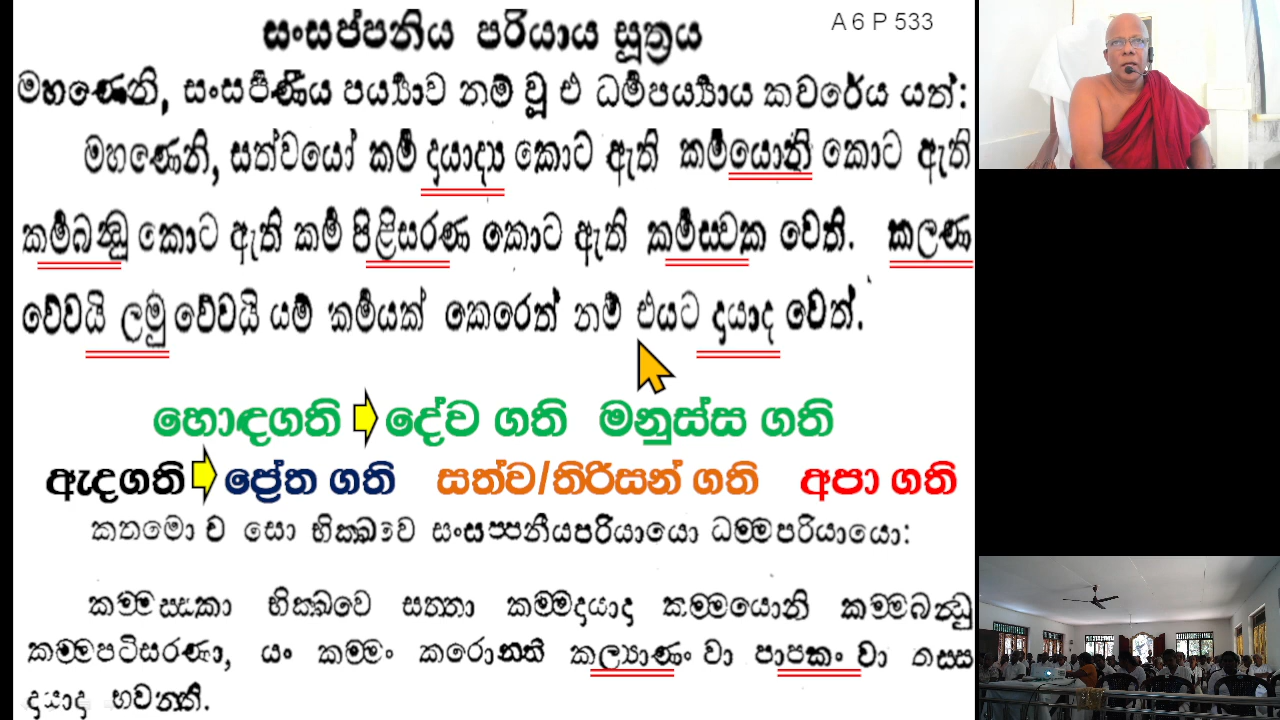 සංසප්පනිය පරියාය සූත්‍රය
A 6 P 533
මහණෙනි, සංසර්‍පණීය පර්‍ය්‍යාව නම් වූ ඒ ධර්‍මපර්‍ය්‍යාය කවරේය යත්:
මහණෙනි, සත්වයෝ කර්‍ම දායාද්‍ය කොට ඇති කර්‍මයොනි කොට ඇති
කර්‍මබන්‍ධු කොට ඇති කර්‍ම පිළිසරණ කොට ඇති කර්‍මස්වක වෙති. කලණ
වේවයි ලමු වේවයි යම් කර්‍මයක් කෙරෙත් නම් එයට දායාද වෙත්.
හොඳගති දේව ගති මනුස්ස ගති
ඇදගති ප්‍රේත ගති සත්ව/තිරිසන් ගති අපා ගති
කතමො ච සො භික්ඛවෙ සංසප්පනීයපරියායො ධම්මපරියායො:
කම්මස්සකා භික්ඛවෙ සත්තා කම්මදායාදා කම්මයොනි කම්මබන්‍ධු
කම්මපටිසරණා, යං කම්මං කරොන්ති කල්‍යාණං වා පාපකං වා තස්ස
දායාදා භවන්ති.